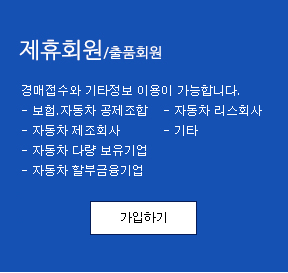 제휴회원/출품회원
경매접수와 기타정보 이용이 가능합니다.
- 보험.자동차 공제조합 - 자동차 리스회사
- 자동차 제조회사 - 기타
- 자동차 다량 보유기업
- 자동차 할부금융기업
가입하기